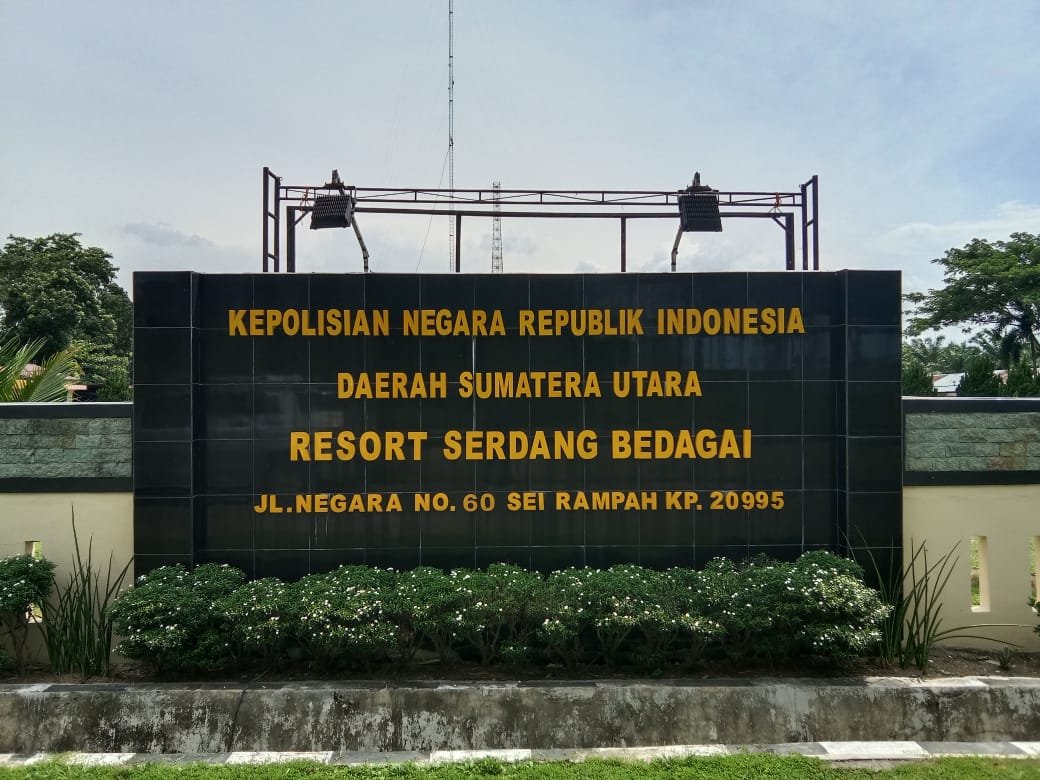 KEPOLISIAN NEGARA REPUBLIK INDONESIA
DAERAH SUMATERA UTARA
RESORT SERDANG BEDAGAI
JL.NEGARA NO. 60 SEI RAMPAH KP. 20995